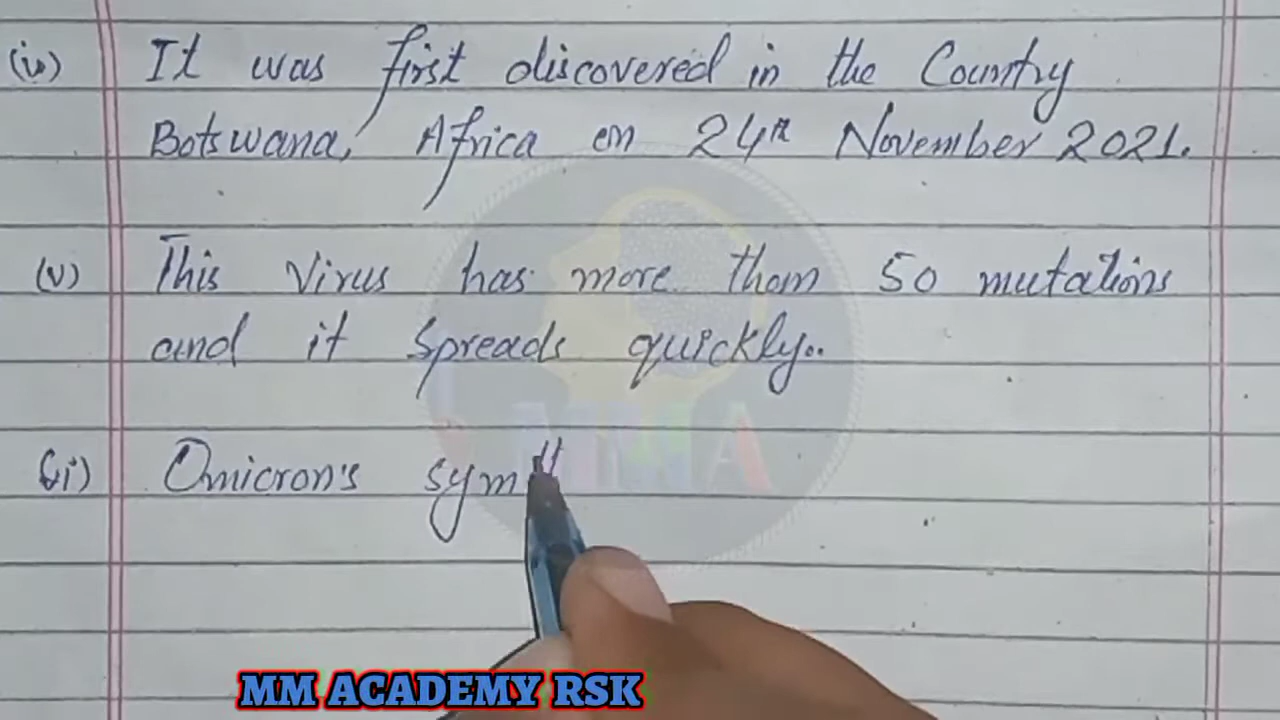 (iv) It was first discovered in the Country
Botswana, Africa on 24th November 2021.
(v) This Virus has more than 50 mutations
and it Spreads quickly..
(vi) Omicron's sym
MMA
MM ACADEMY RSK